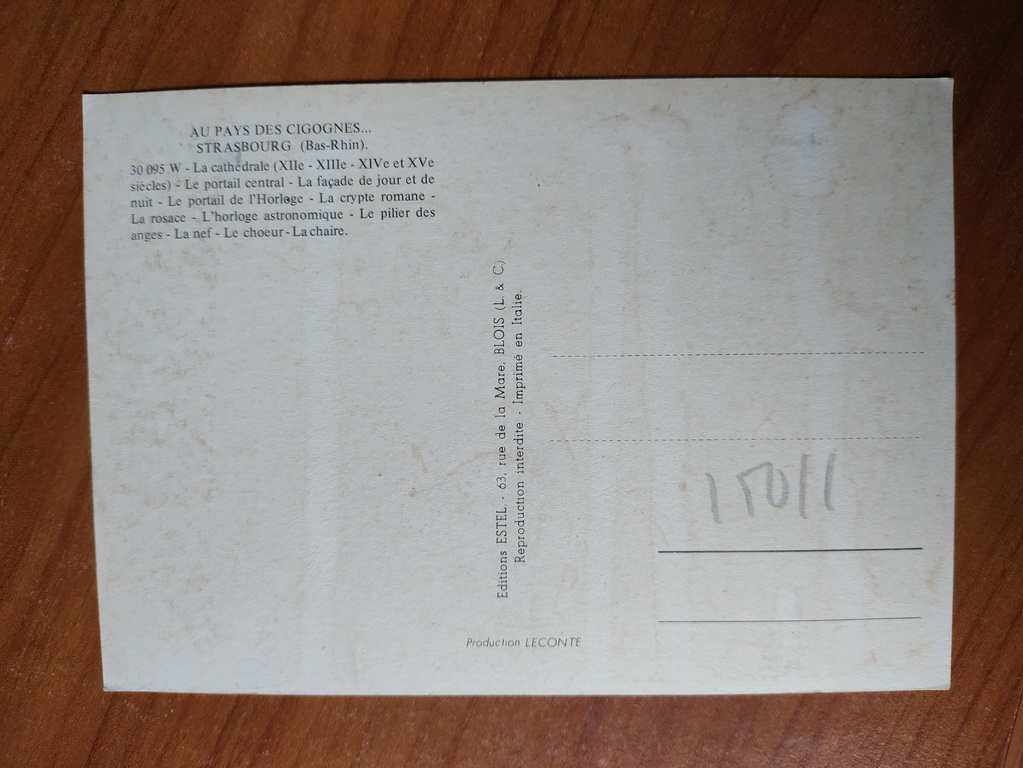 AU PAYS DES CIGOGNES...
STRASBOURG (Bas-Rhin).
30 095 W - La cathédrale (XIIe - XIIIe - XIVe et XVe
siècles) - Le portail central - La façade de jour et de
nuit - Le portail de l'Horloge - La crypte romane -
La rosace - L'horloge astronomique - Le pilier des
anges - La nef - Le choeur - La chaire.
Editions ESTEL, - 63, rue de la Mare, BLOIS (L. & C.)
Reproduction interdite - Imprimé en Italie.
15011
Production LECONTE